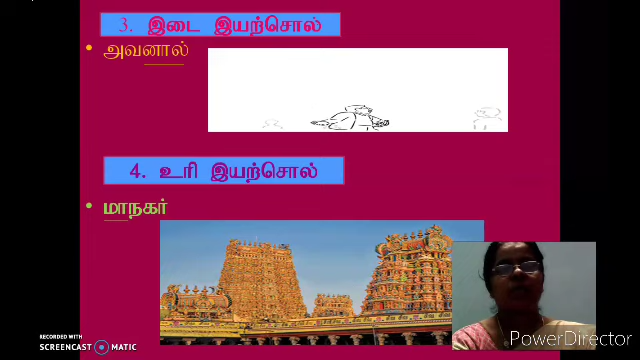 3. இடை இயற்சொல்
• அவனால்
4. உரி இயற்சொல்
• மாநகர்
RECORDED WITH
SCREENCAST MATIC
PowerDirector